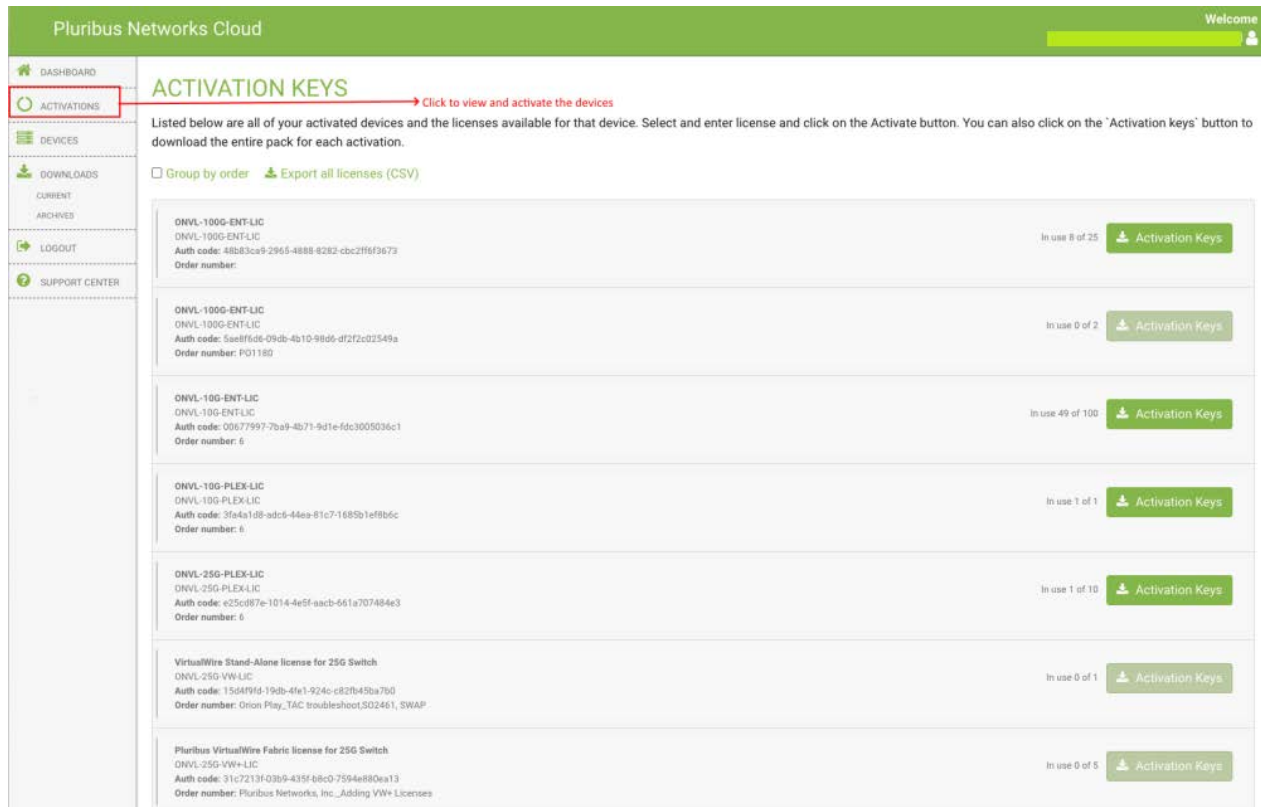 Pluribus Networks Cloud
Welcome
DASHBOARD
ACTIVATIONS
DEVICES
DOWNLOADS
CURRENT
ARCHIVES
LOGOUT
SUPPORT CENTER
ACTIVATION KEYS
Click to view and activate the devices
Listed below are all of your activated devices and the licenses available for that device. Select and enter license and click on the Activate button. You can also click on the `Activation keys` button to
download the entire pack for each activation.
Group by order Export all licenses (CSV)
ONVL-100G-ENT-LIC
ONVL-100G-ENT-LIC
Auth code: 48b83ca9-2965-4888-8282-cbc2ff6f3673
Order number:
In use 8 of 25 Activation Keys
ONVL-100G-ENT-LIC
ONVL-100G-ENT-LIC
Auth code: 5ae8f6d6-09db-4b10-98d6-df2f2c02549a
Order number: PO1180
In use 0 of 2 Activation Keys
ONVL-10G-ENT-LIC
ONVL-10G-ENT-LIC
Auth code: 00677997-7ba9-4b71-9d1e-fdc3005036c1
Order number: 6
In use 49 of 100 Activation Keys
ONVL-10G-PLEX-LIC
ONVL-10G-PLEX-LIC
Auth code: 3fa4a1d8-adc6-44ea-81c7-1685b1ef8b6c
Order number: 6
In use 1 of 1 Activation Keys
ONVL-25G-PLEX-LIC
ONVL-25G-PLEX-LIC
Auth code: e25cd87e-1014-4e5f-aacb-661a707484e3
Order number: 6
In use 1 of 10 Activation Keys
VirtualWire Stand-Alone license for 25G Switch
ONVL-25G-VW-LIC
Auth code: 15d4f9fd-19db-4fe1-924c-c82fb45ba7b0
Order number: Orion Play_TAC troubleshoot,SO2461, SWAP
In use 0 of 1 Activation Keys
Pluribus VirtualWire Fabric license for 25G Switch
ONVL-25G-VW+-LIC
Auth code: 31c7213f-03b9-435f-b8c0-7594e880ea13
Order number: Pluribus Networks, Inc._Adding VW+ Licenses
In use 0 of 5 Activation Keys